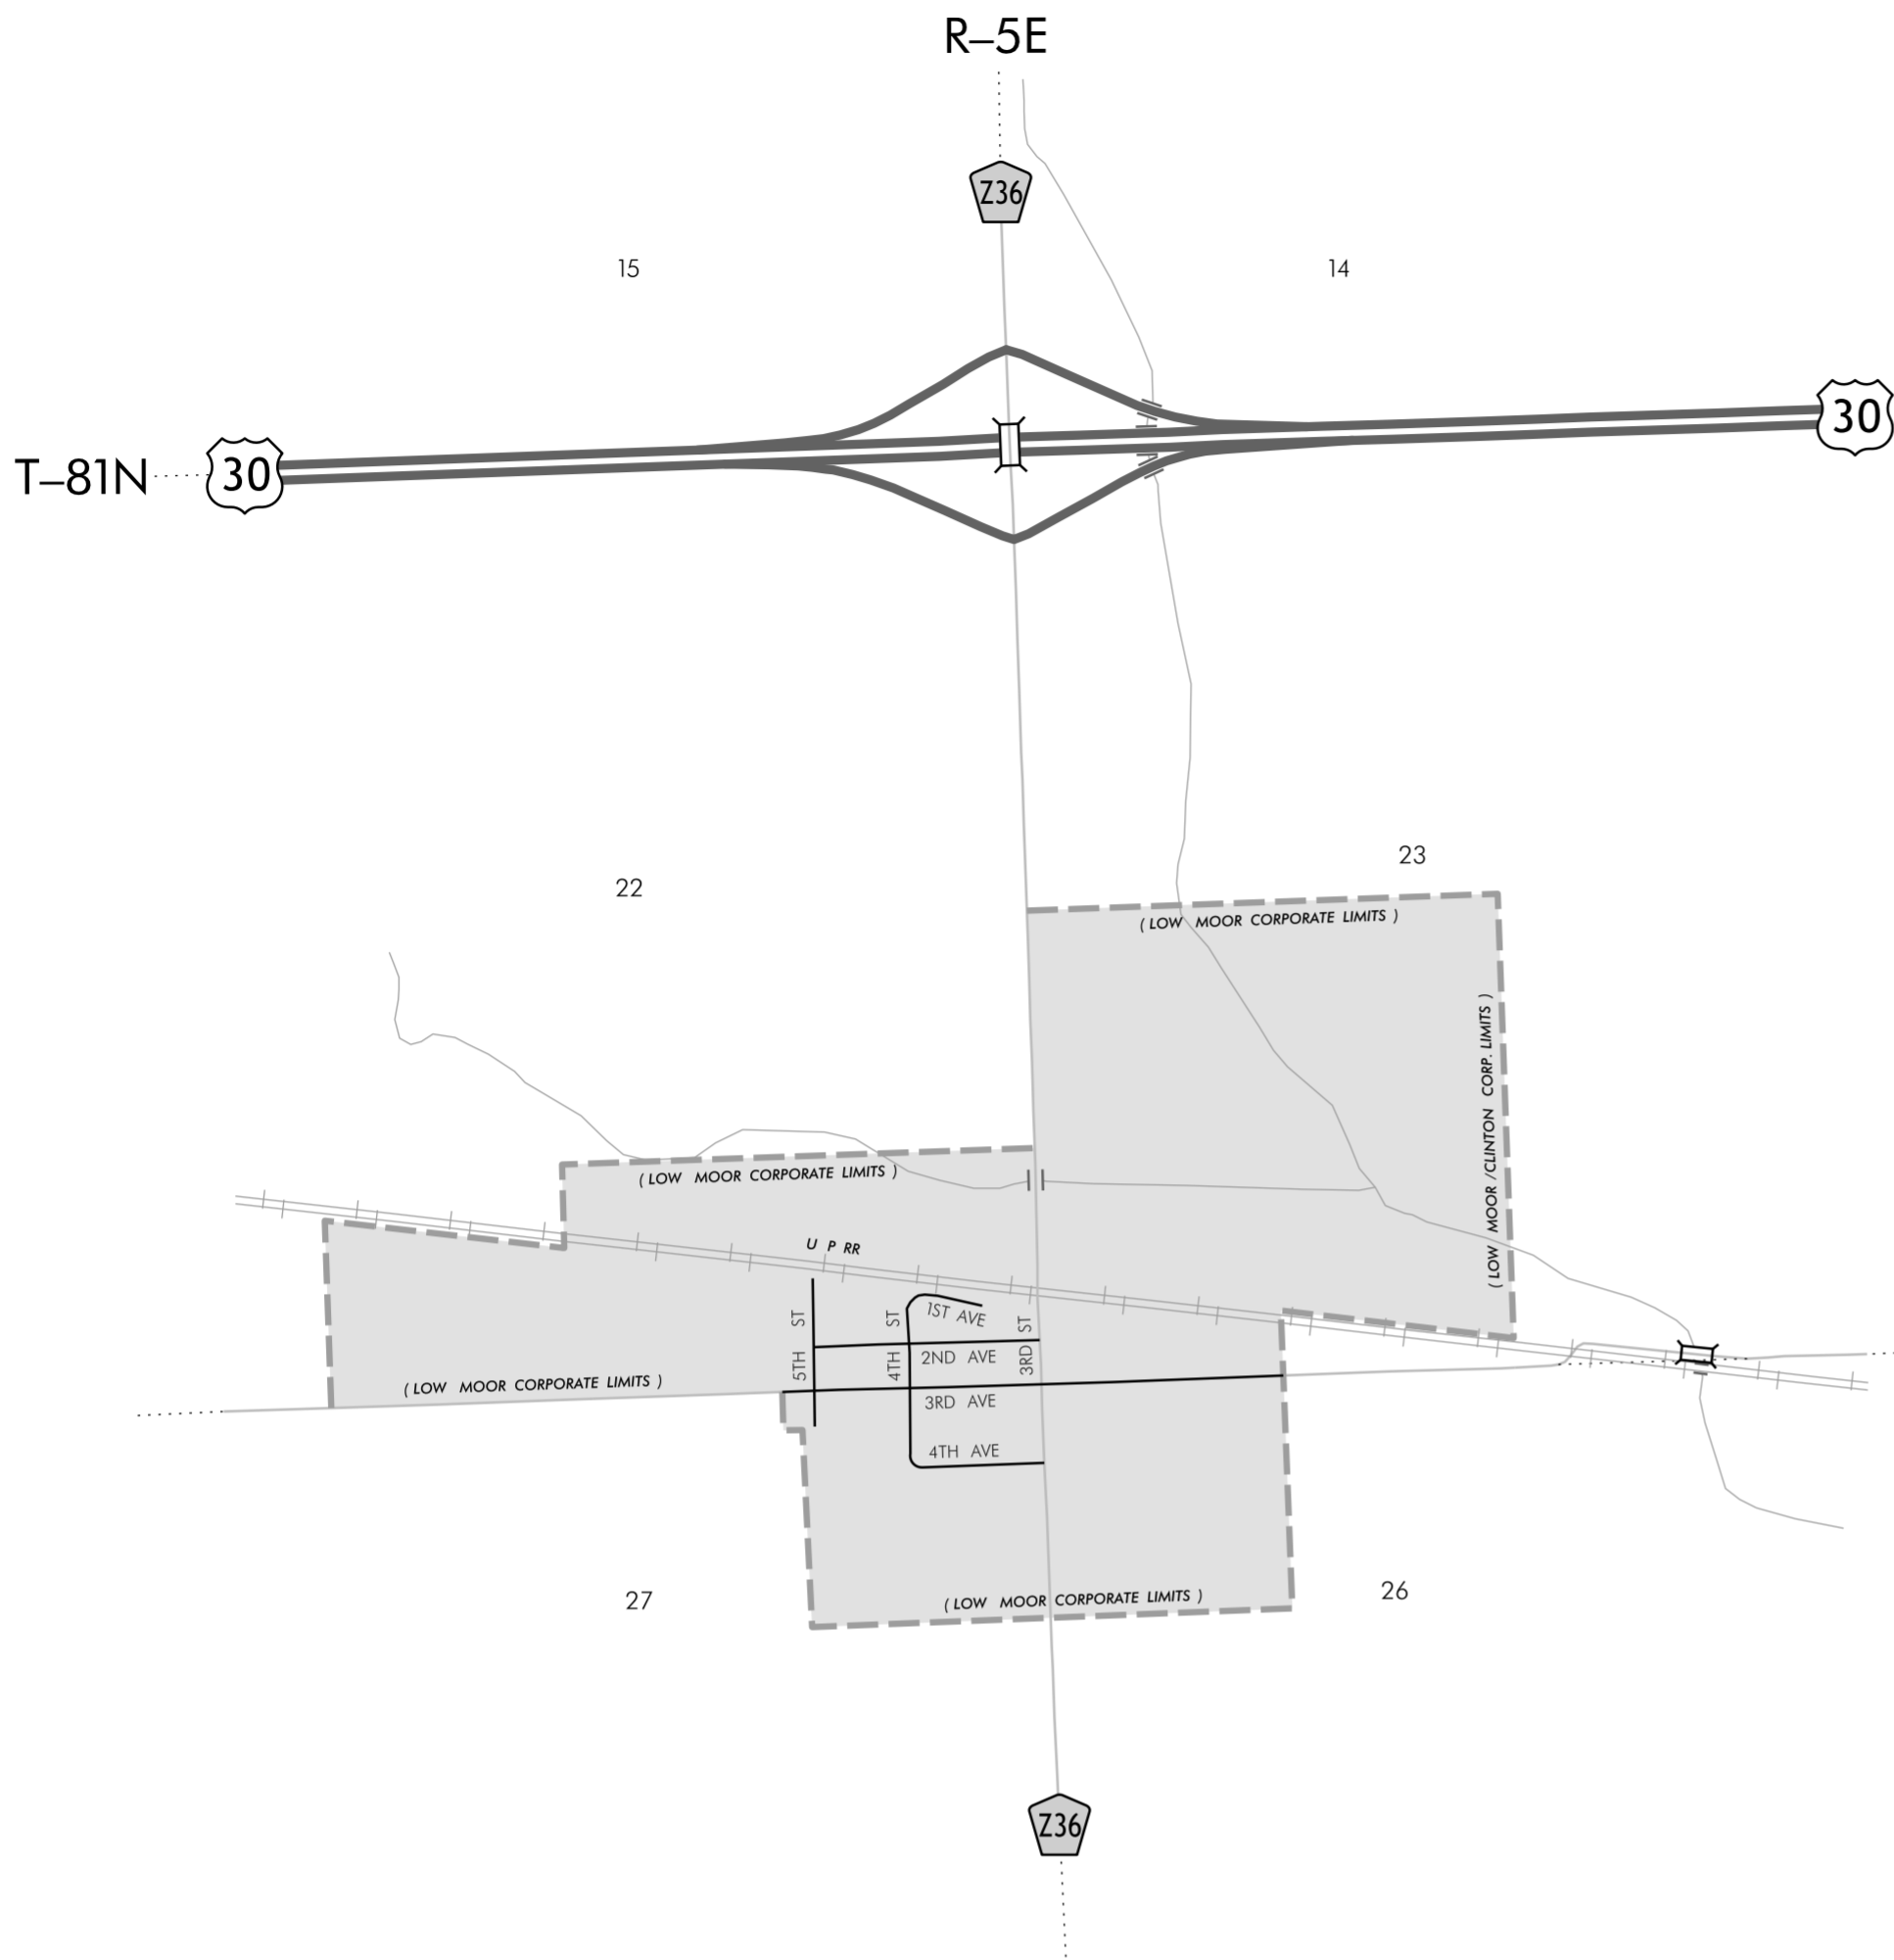 R–5E
Z36
15
14
30
T–81N
30
23
22
( LOW MOOR CORPORATE LIMITS )
( LOW MOOR /CLINTON CORP. LIMITS )
( LOW MOOR CORPORATE LIMITS )
U P RR
1ST AVE
5TH ST
4TH ST
3RD ST
2ND AVE
( LOW MOOR CORPORATE LIMITS )
3RD AVE
4TH AVE
27
26
( LOW MOOR CORPORATE LIMITS )
Z36